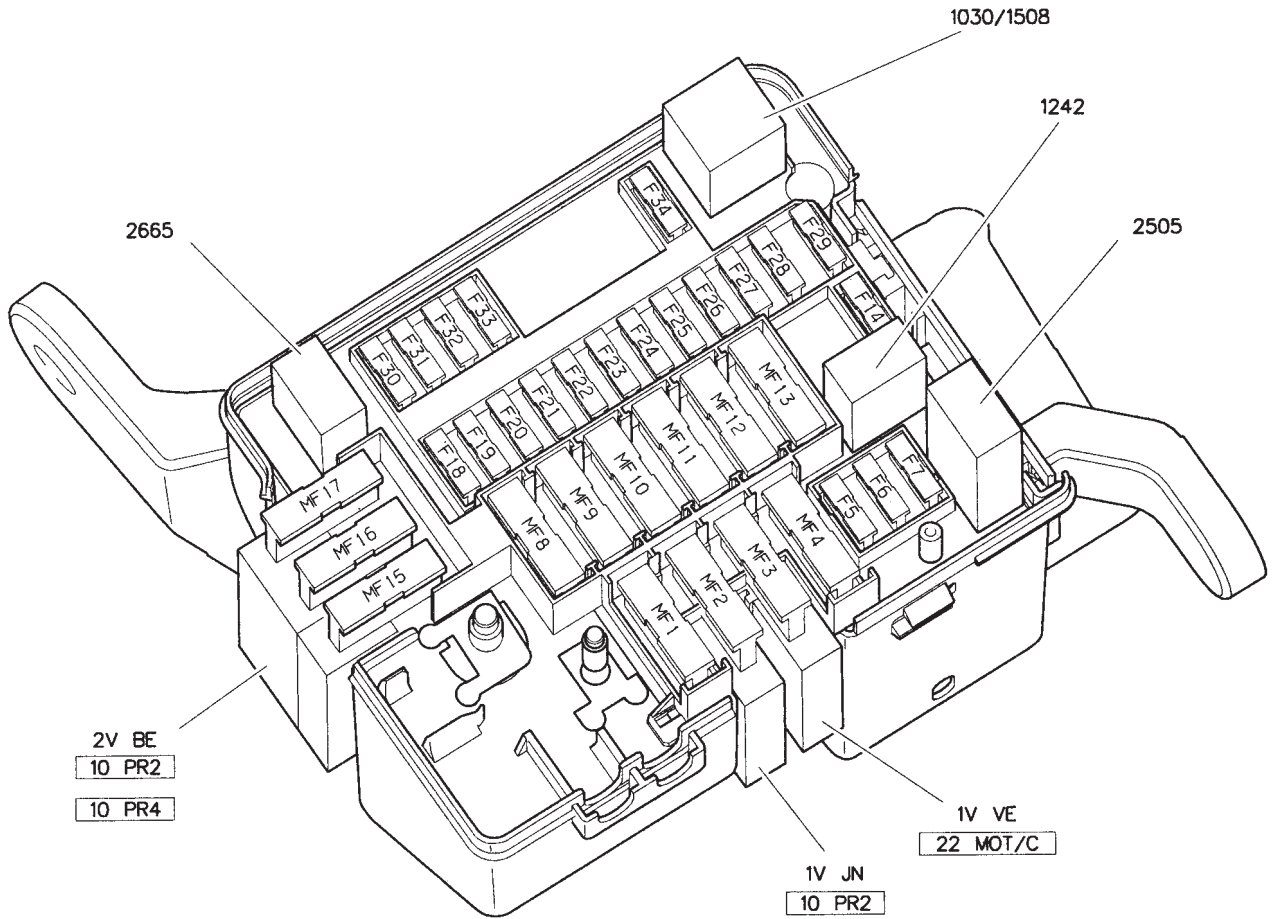 1030/1508
1242
2665
2505
F34
F29
F28
F27
F26
F25
F24
F23
F22
F21
F20
F19
F18
F33
F32
F31
F30
F14
MF13
MF12
MF11
MF10
MF9
MF8
F7
F6
F5
MF17
MF16
MF15
MF4
MF3
MF2
MF1
2V BE
10 PR2
10 PR4
1V VE
22 MOT/C
1V JN
10 PR2